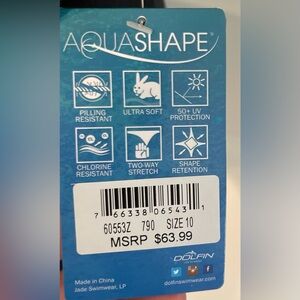 AQUASHAPE
PILLING
RESISTANT
ULTRA SOFT
50+ UV
PROTECTION
CHLORINE
RESISTANT
TWO-WAY
STRETCH
SHAPE
RETENTION
7 66338 06543 1
60553Z 790 SIZE 10
MSRP $63.99
DOLFIN
Made in China
Jade Swimwear, LP
dolfinswimwear.com